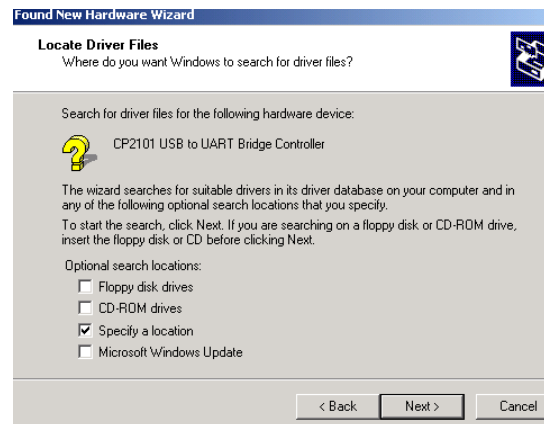 Found New Hardware Wizard
Locate Driver Files
Where do you want Windows to search for driver files?
Search for driver files for the following hardware device:
CP2101 USB to UART Bridge Controller
The wizard searches for suitable drivers in its driver database on your computer and in
any of the following optional search locations that you specify.
To start the search, click Next. If you are searching on a floppy disk or CD-ROM drive,
insert the floppy disk or CD before clicking Next.
Optional search locations:
Floppy disk drives
CD-ROM drives
Specify a location
Microsoft Windows Update
< Back Next > Cancel